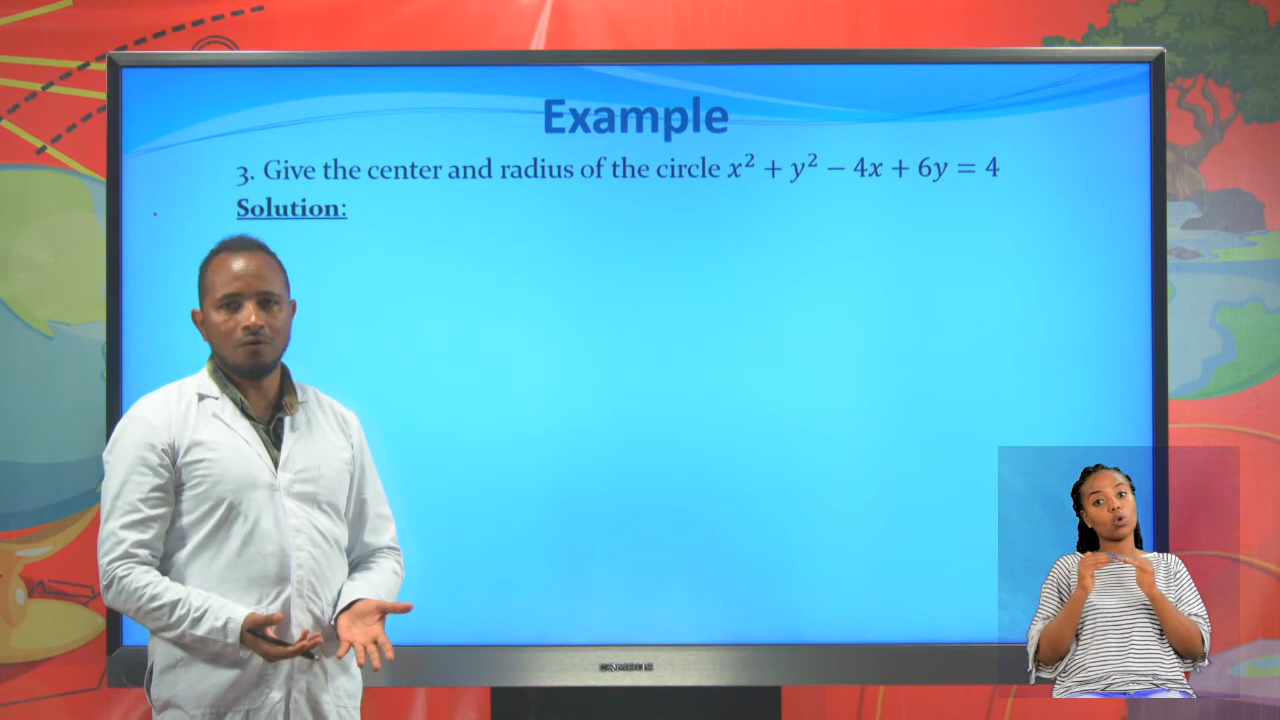 Example
3. Give the center and radius of the circle x² + y² − 4x + 6y = 4
Solution: